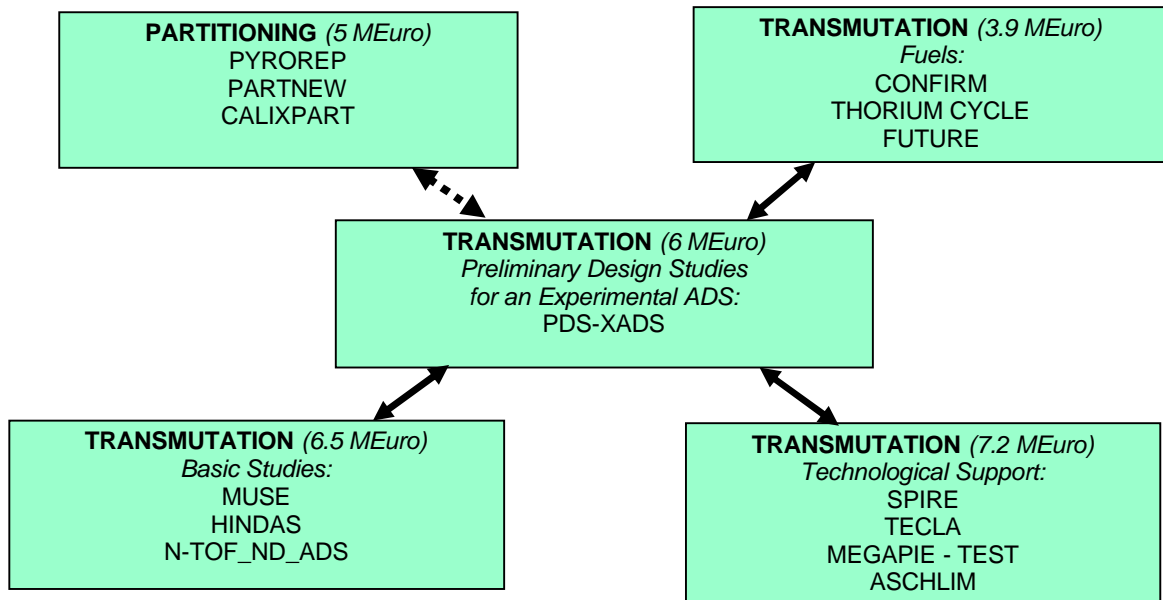 PARTITIONING (5 MEuro)
PYROREP
PARTNEW
CALIXPART
TRANSMUTATION (3.9 MEuro)
Fuels:
CONFIRM
THORIUM CYCLE
FUTURE
TRANSMUTATION (6 MEuro)
Preliminary Design Studies
for an Experimental ADS:
PDS-XADS
TRANSMUTATION (6.5 MEuro)
Basic Studies:
MUSE
HINDAS
N-TOF_ND_ADS
TRANSMUTATION (7.2 MEuro)
Technological Support:
SPIRE
TECLA
MEGAPIE - TEST
ASCHLIM